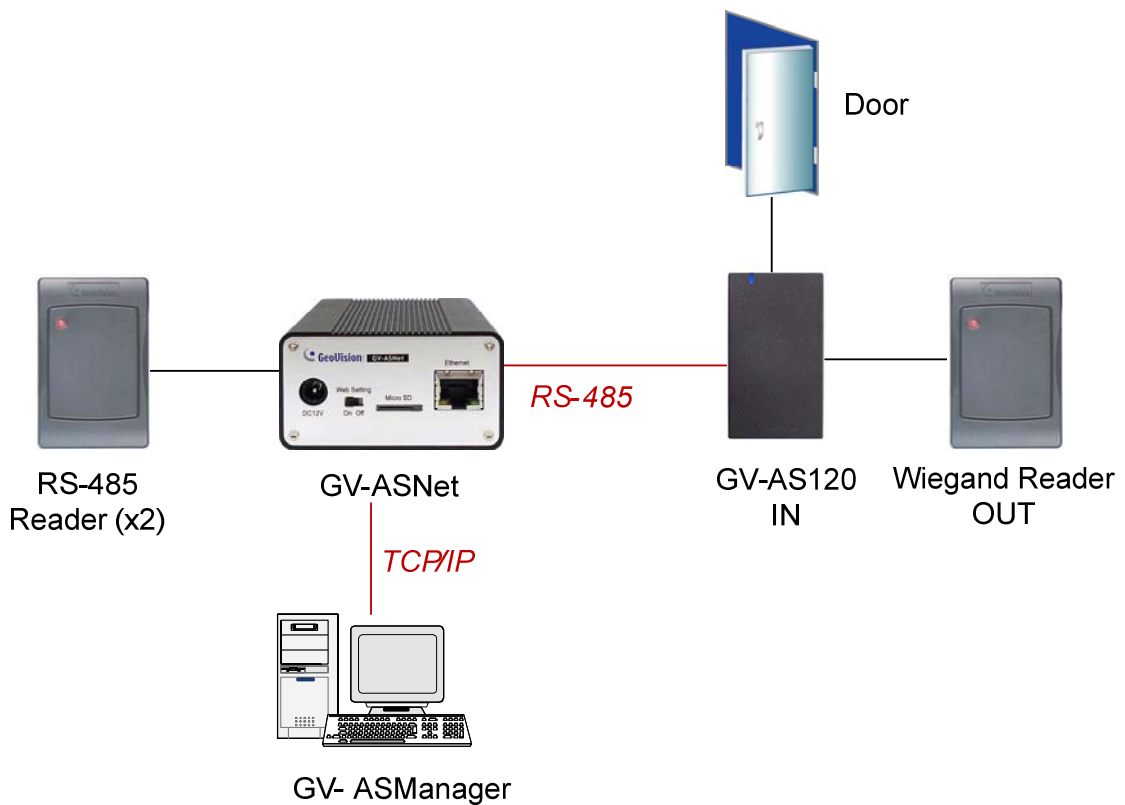 Door
GeoVision GV-ASNet
Ethernet
Web Setting
Micro SD
DC12V
On Off
RS-485
RS-485
Reader (x2)
GV-ASNet
GV-AS120
IN
Wiegand Reader
OUT
TCP/IP
GV- ASManager